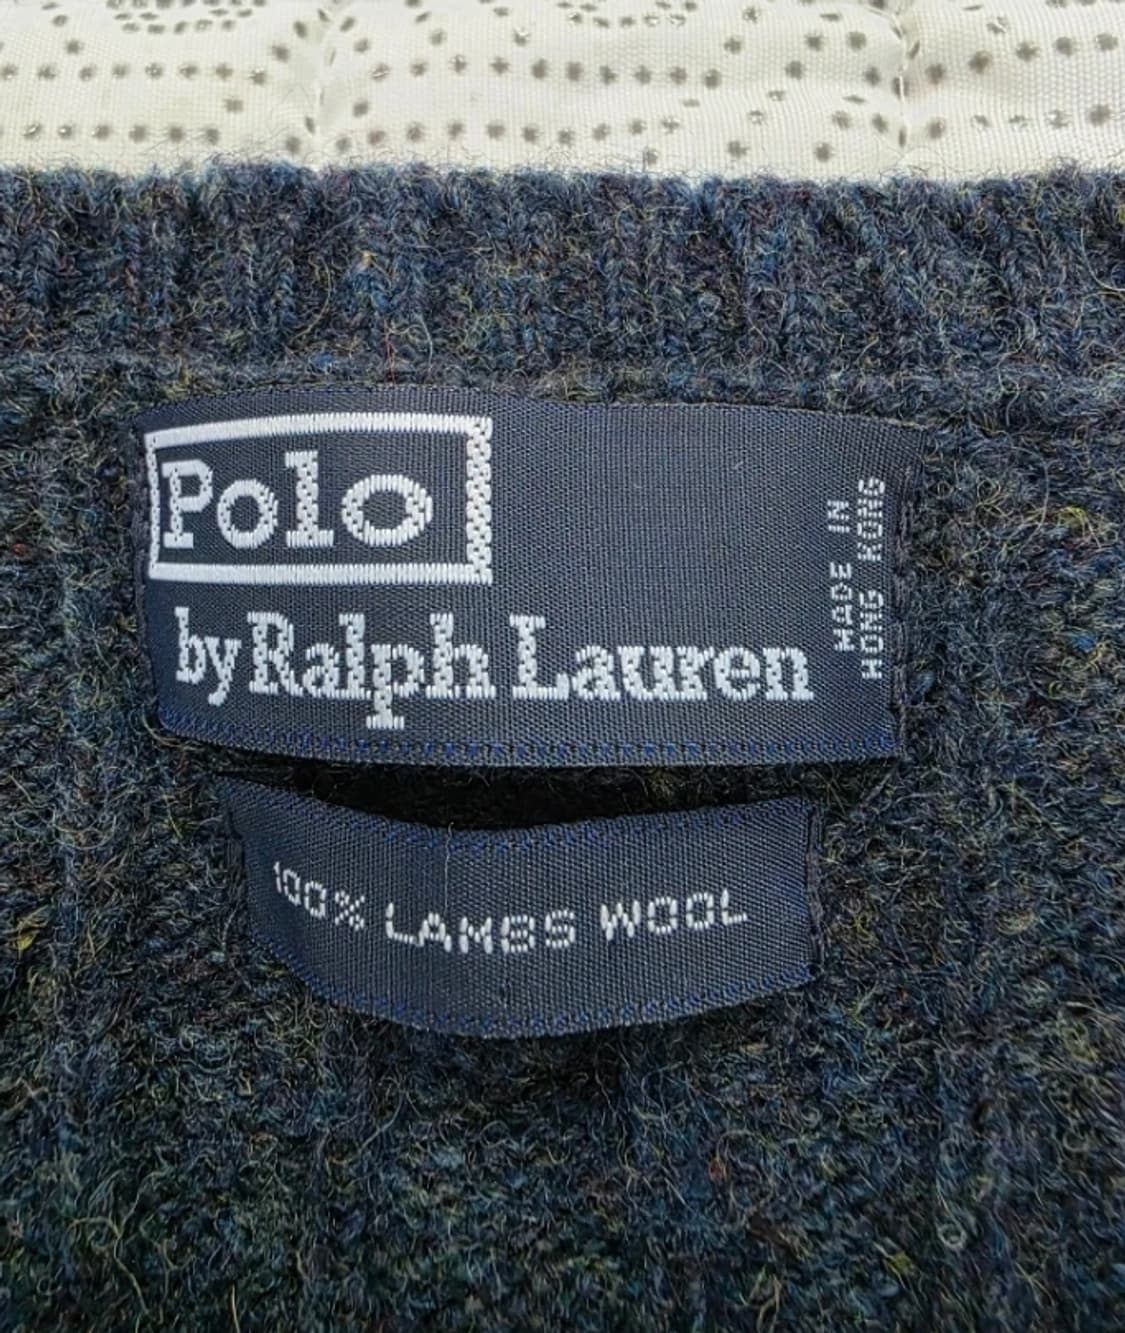 Polo
by Ralph Lauren
MADE IN
HONG KONG
100% LAMBS WOOL